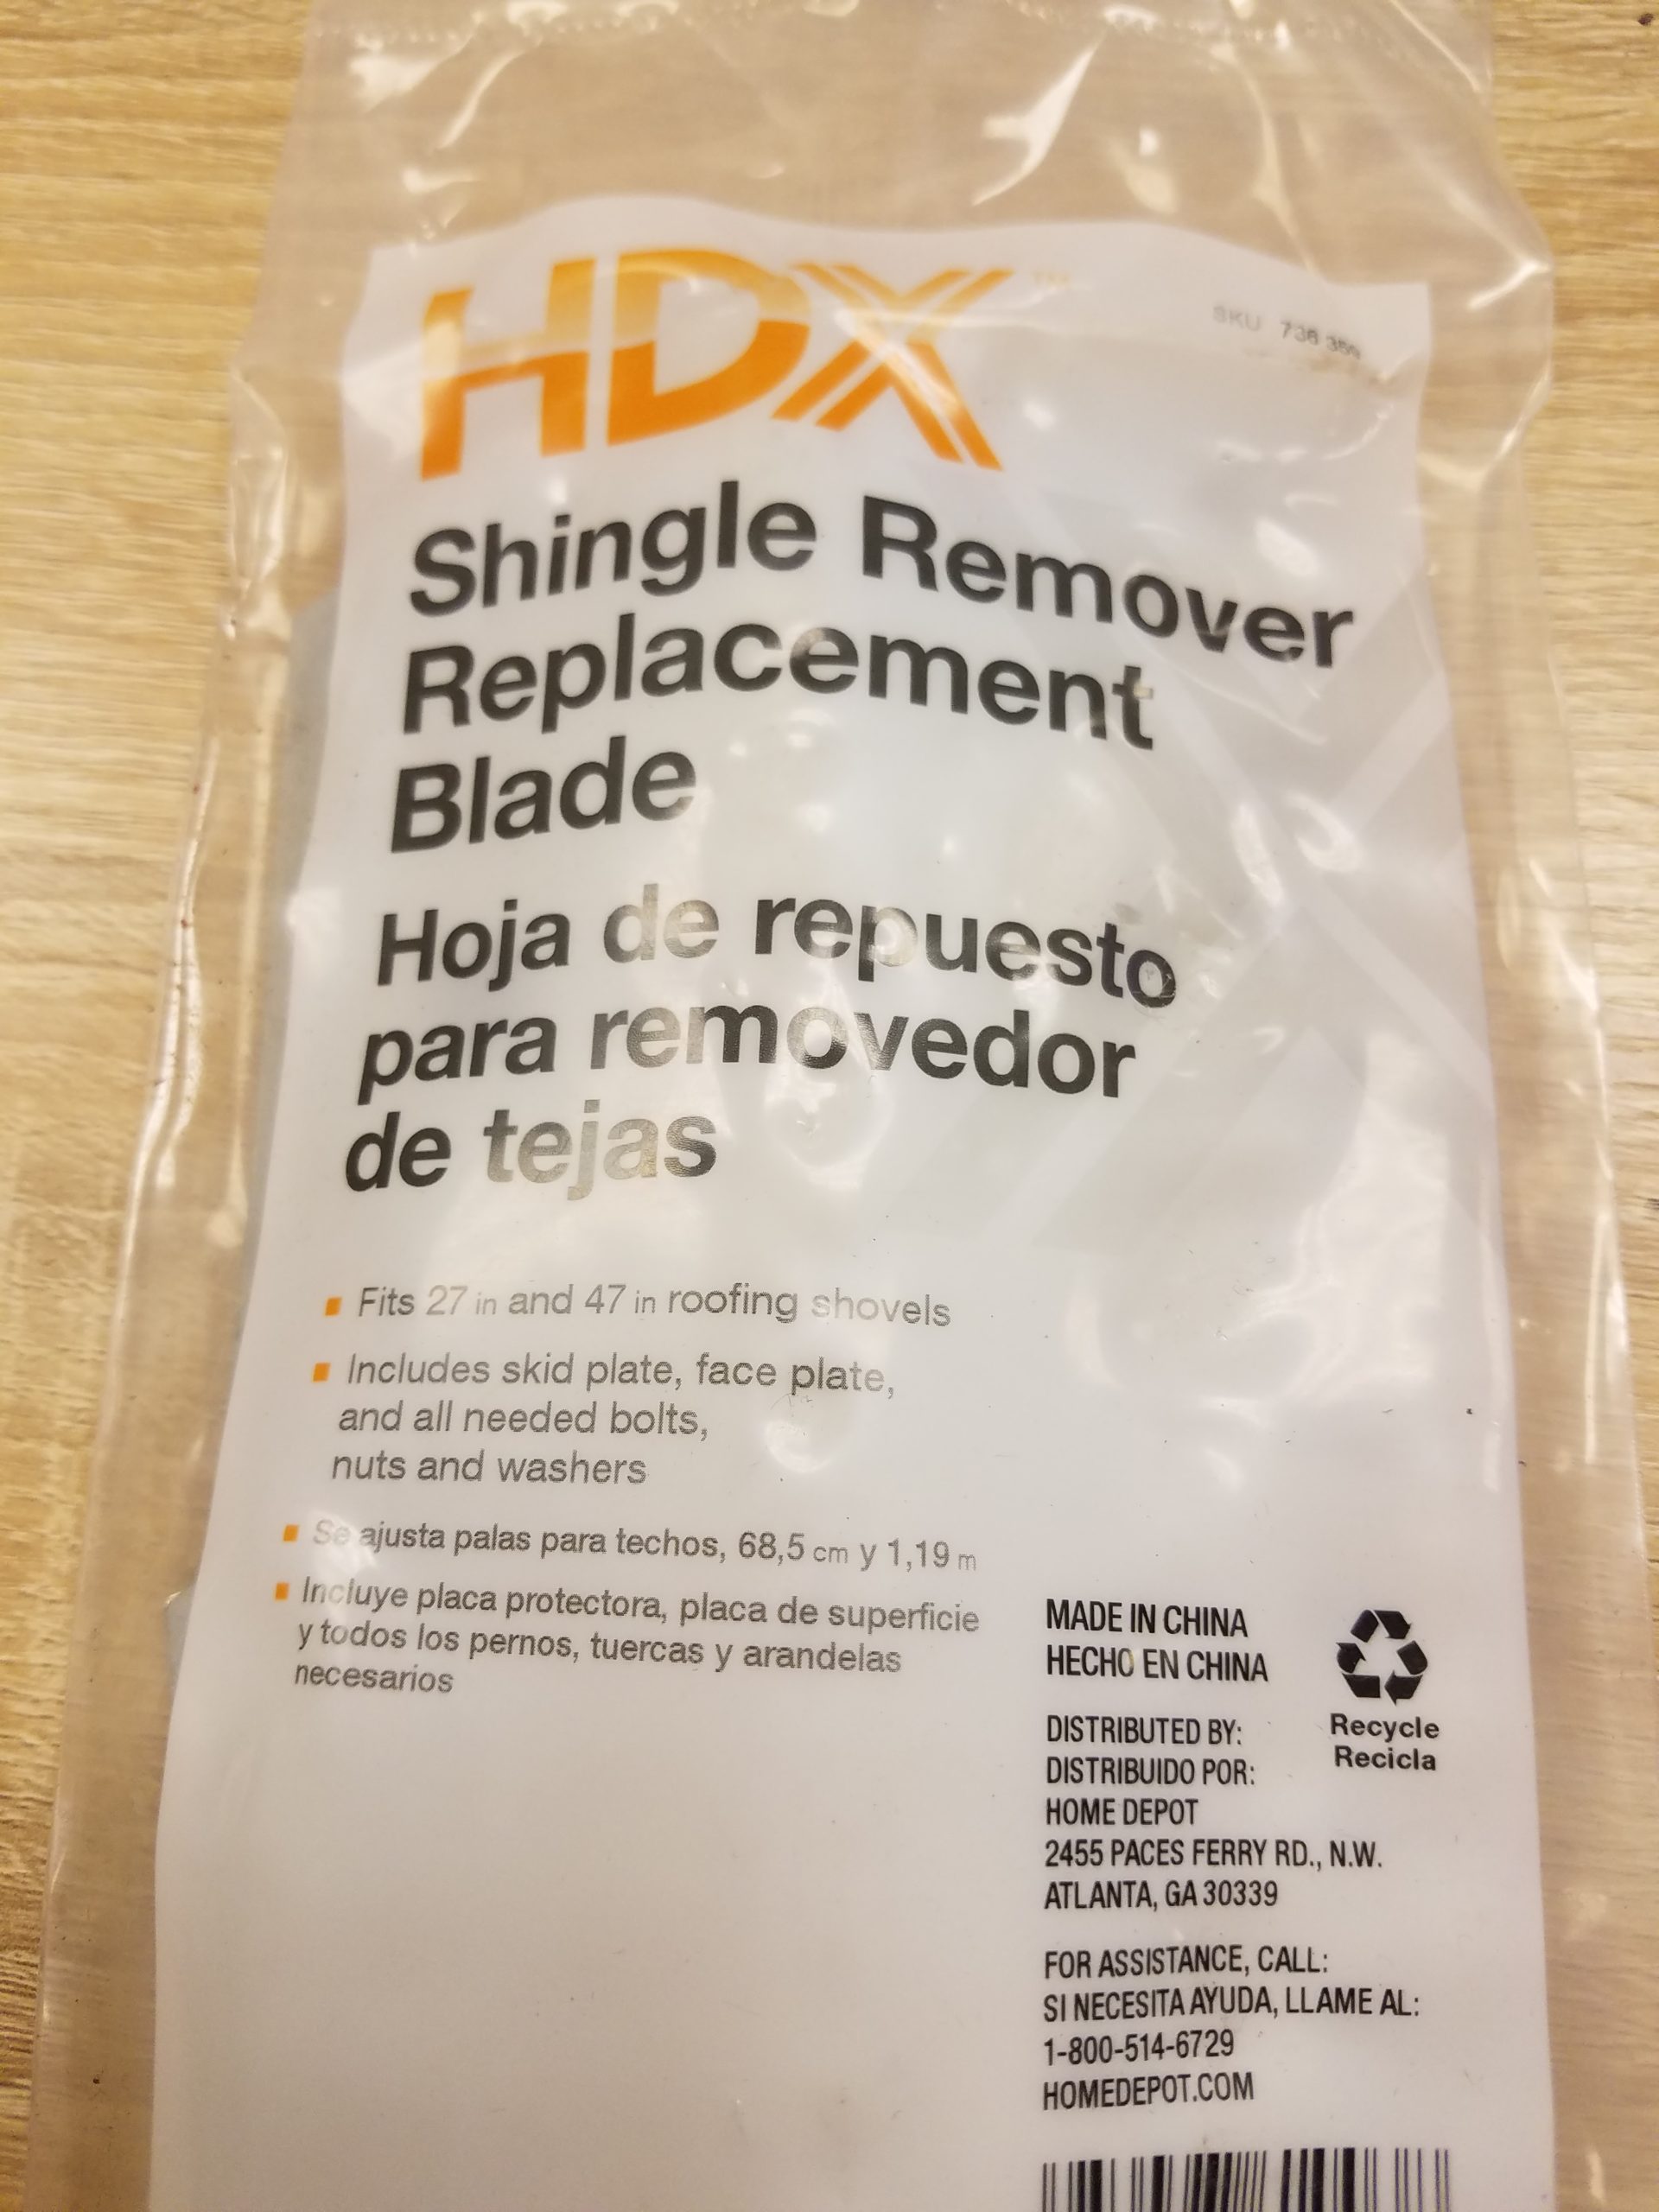 HDX™
SKU 736 359
Shingle Remover
Replacement
Blade
Hoja de repuesto
para removedor
de tejas
▪ Fits 27 in and 47 in roofing shovels
▪ Includes skid plate, face plate,
and all needed bolts,
nuts and washers
▪ Se ajusta palas para techos, 68,5 cm y 1,19 m
▪ Incluye placa protectora, placa de superficie
y todos los pernos, tuercas y arandelas
necesarios
MADE IN CHINA
HECHO EN CHINA
Recycle
Recicla
DISTRIBUTED BY:
DISTRIBUIDO POR:
HOME DEPOT
2455 PACES FERRY RD., N.W.
ATLANTA, GA 30339
FOR ASSISTANCE, CALL:
SI NECESITA AYUDA, LLAME AL:
1-800-514-6729
HOMEDEPOT.COM